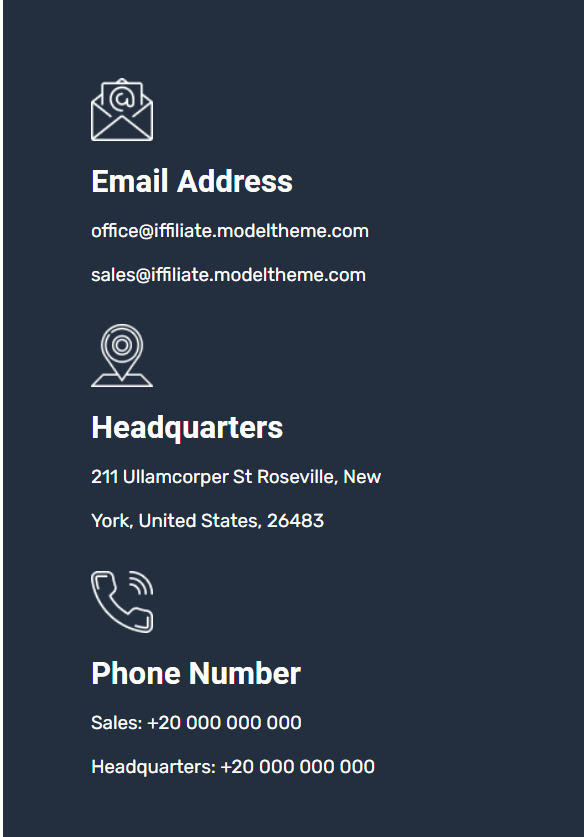 Email Address
office@iffiliate.modeltheme.com
sales@iffiliate.modeltheme.com
Headquarters
211 Ullamcorper St Roseville, New
York, United States, 26483
Phone Number
Sales: +20 000 000 000
Headquarters: +20 000 000 000